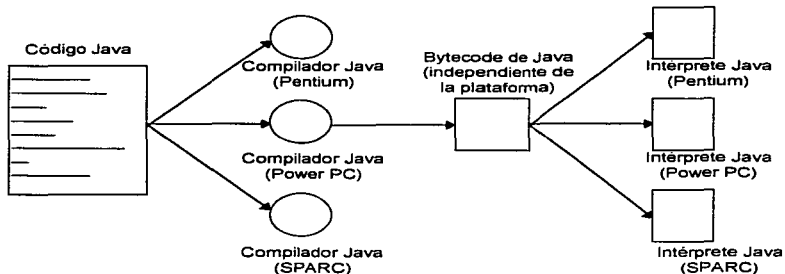 Código Java
Compilador Java
(Pentium)
Compilador Java
(Power PC)
Compilador Java
(SPARC)
Bytecode de Java
(independiente de
la plataforma)
Intérprete Java
(Pentium)
Intérprete Java
(Power PC)
Intérprete Java
(SPARC)